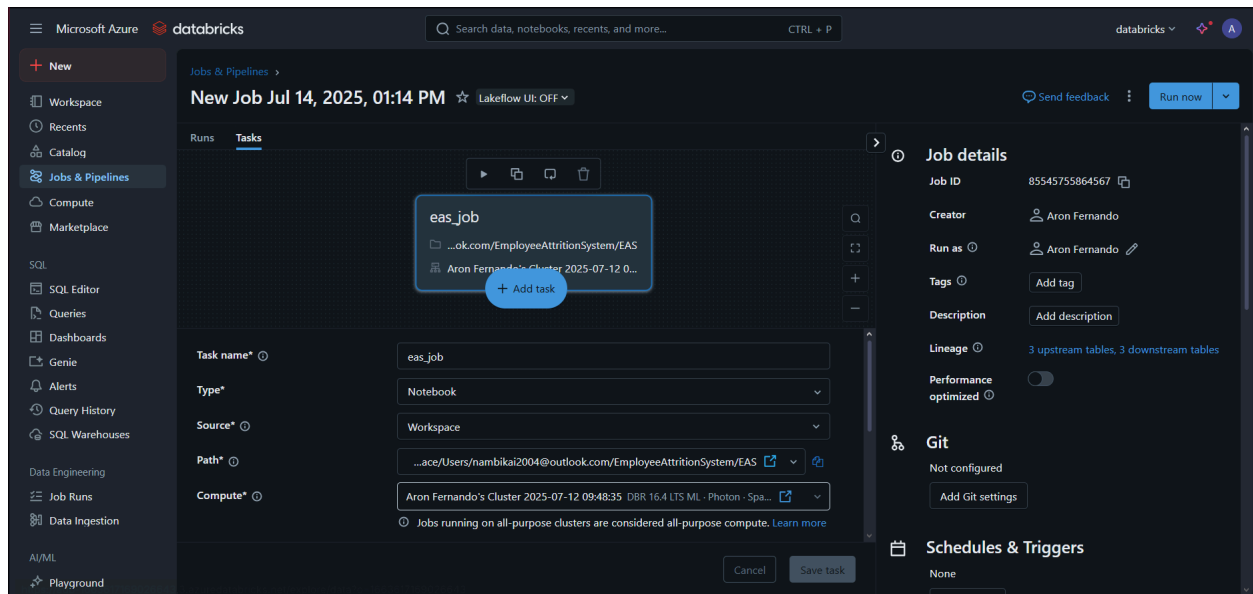 Microsoft Azure databricks
Search data, notebooks, recents, and more... CTRL + P
databricks
A
New
Workspace
Recents
Catalog
Jobs & Pipelines
Compute
Marketplace
SQL
SQL Editor
Queries
Dashboards
Genie
Alerts
Query History
SQL Warehouses
Data Engineering
Job Runs
Data Ingestion
AI/ML
Playground
Jobs & Pipelines >
New Job Jul 14, 2025, 01:14 PM Lakeflow UI: OFF
Send feedback
Run now
Runs Tasks
eas_job
...ok.com/EmployeeAttritionSystem/EAS
Aron Fernando's Cluster 2025-07-12 0...
+ Add task
Task name* eas_job
Type* Notebook
Source* Workspace
Path* ...ace/Users/nambikai2004@outlook.com/EmployeeAttritionSystem/EAS
Compute* Aron Fernando's Cluster 2025-07-12 09:48:35 DBR 16.4 LTS ML · Photon · Spa...
Jobs running on all-purpose clusters are considered all-purpose compute. Learn more
Cancel Save task
Job details
Job ID 85545755864567
Creator Aron Fernando
Run as Aron Fernando
Tags Add tag
Description Add description
Lineage 3 upstream tables, 3 downstream tables
Performance
optimized
Git
Not configured
Add Git settings
Schedules & Triggers
None